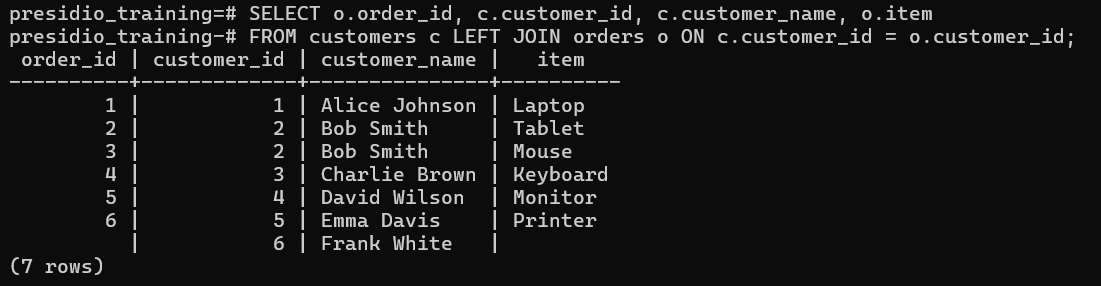 presidio_training=# SELECT o.order_id, c.customer_id, c.customer_name, o.item
presidio_training-# FROM customers c LEFT JOIN orders o ON c.customer_id = o.customer_id;
 order_id | customer_id | customer_name |   item
----------+-------------+---------------+----------
        1 |           1 | Alice Johnson | Laptop
        2 |           2 | Bob Smith     | Tablet
        3 |           2 | Bob Smith     | Mouse
        4 |           3 | Charlie Brown | Keyboard
        5 |           4 | David Wilson  | Monitor
        6 |           5 | Emma Davis    | Printer
          |           6 | Frank White   |
(7 rows)